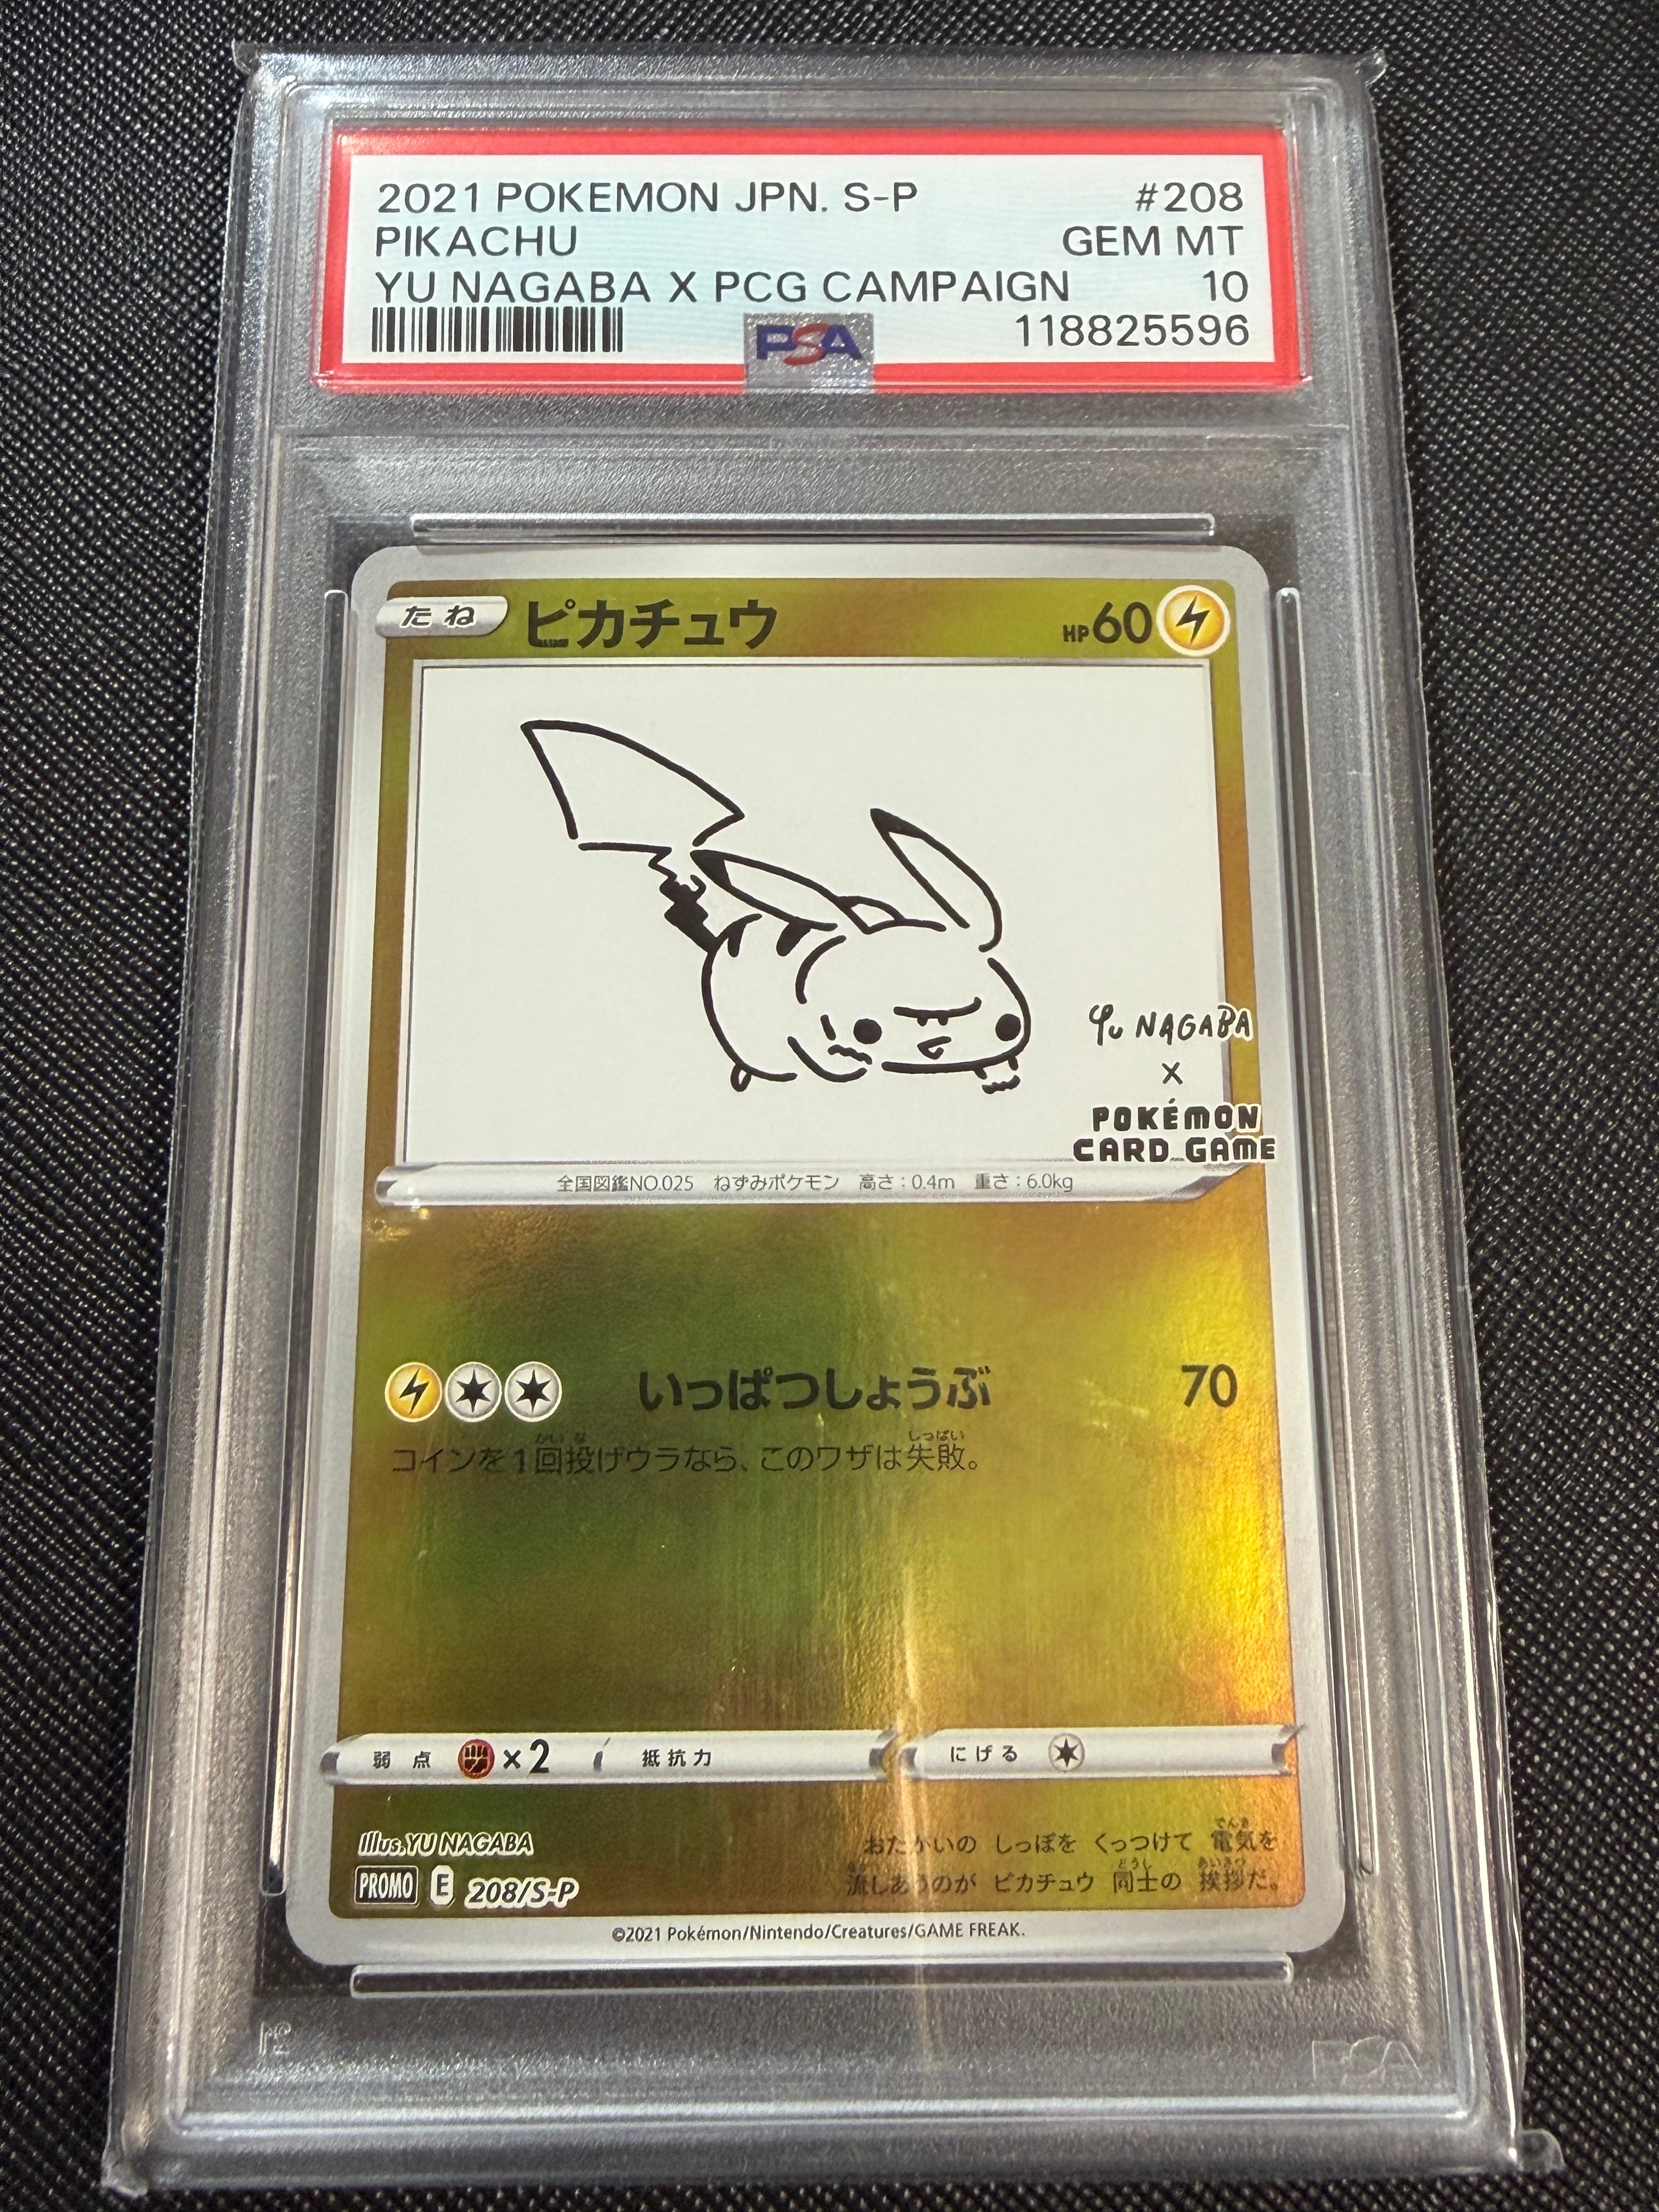 2021 POKEMON JPN. S-P #208
PIKACHU GEM MT
YU NAGABA X PCG CAMPAIGN 10
PSA 118825596
たね ピカチュウ HP60
YU NAGABA
X
POKÉMON
CARD GAME
全国図鑑NO.025 ねずみポケモン 高さ:0.4m 重さ:6.0kg
いっぱつしょうぶ 70
コインを1回投げウラなら、このワザは失敗。
弱点 ×2 抵抗力 にげる
Illus.YU NAGABA
おたがいの しっぽを くっつけて 電気を
PROMO E 208/S-P
流しあうのが ピカチュウ 同士の 挨拶だ。
©2021 Pokémon/Nintendo/Creatures/GAME FREAK.
PSA